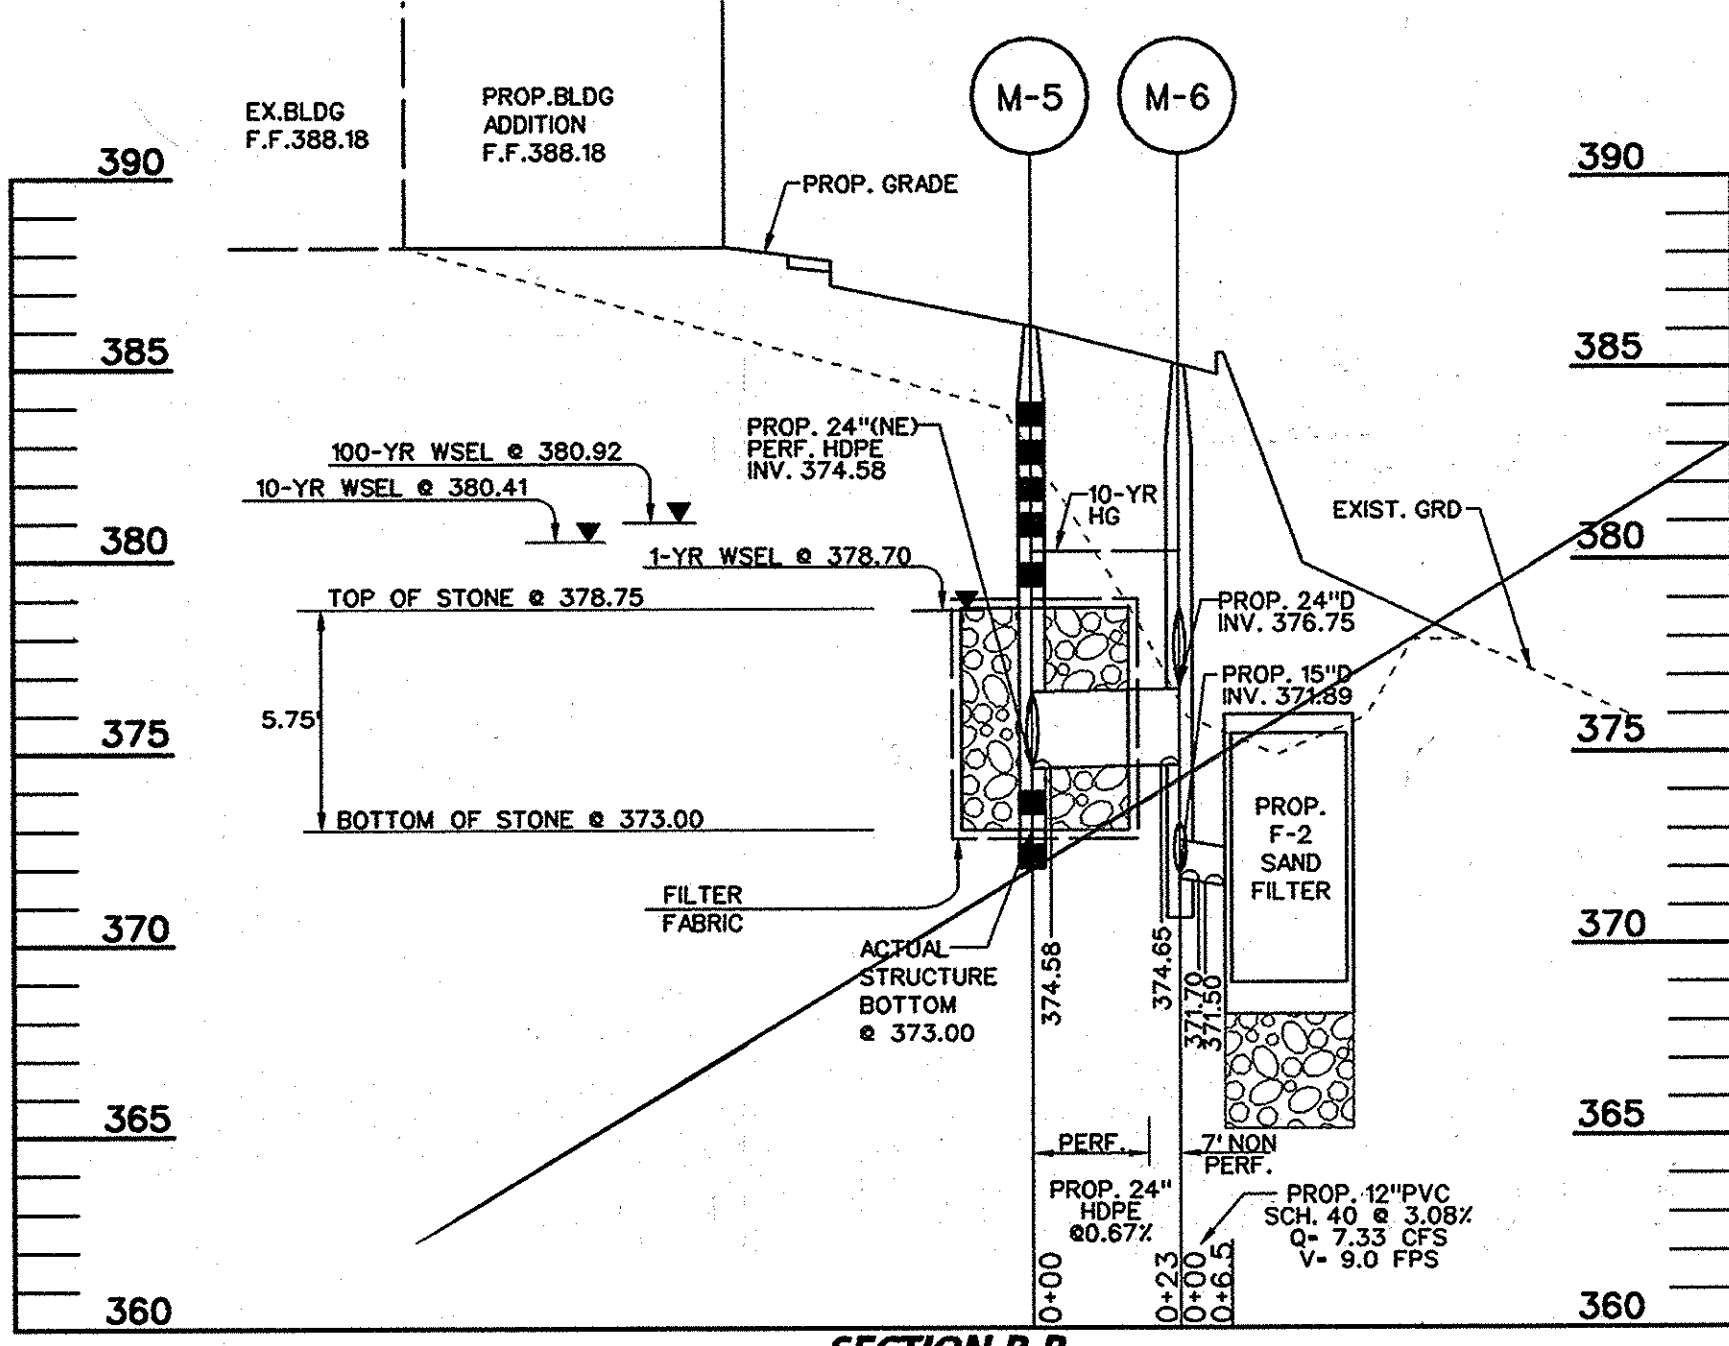 M-5
M-6
EX.BLDG
F.F.388.18
PROP.BLDG
ADDITION
F.F.388.18
390
390
PROP. GRADE
385
385
PROP. 24"(NE)
PERF. HDPE
INV. 374.58
100-YR WSEL @ 380.92
10-YR WSEL @ 380.41
10-YR
HG
EXIST. GRD
380
380
1-YR WSEL @ 378.70
TOP OF STONE @ 378.75
PROP. 24"D
INV. 376.75
PROP. 15"D
INV. 371.89
5.75'
375
375
BOTTOM OF STONE @ 373.00
PROP.
F-2
SAND
FILTER
FILTER
FABRIC
370
370
ACTUAL
STRUCTURE
BOTTOM
@ 373.00
374.58
374.65
371.70
371.50
365
365
PERF.
7' NON
PERF.
PROP. 24"
HDPE
@0.67%
PROP. 12"PVC
SCH. 40 @ 3.08%
Q= 7.33 CFS
V= 9.0 FPS
0+00
0+23
0+00
0+6.5
360
360
SECTION B-B